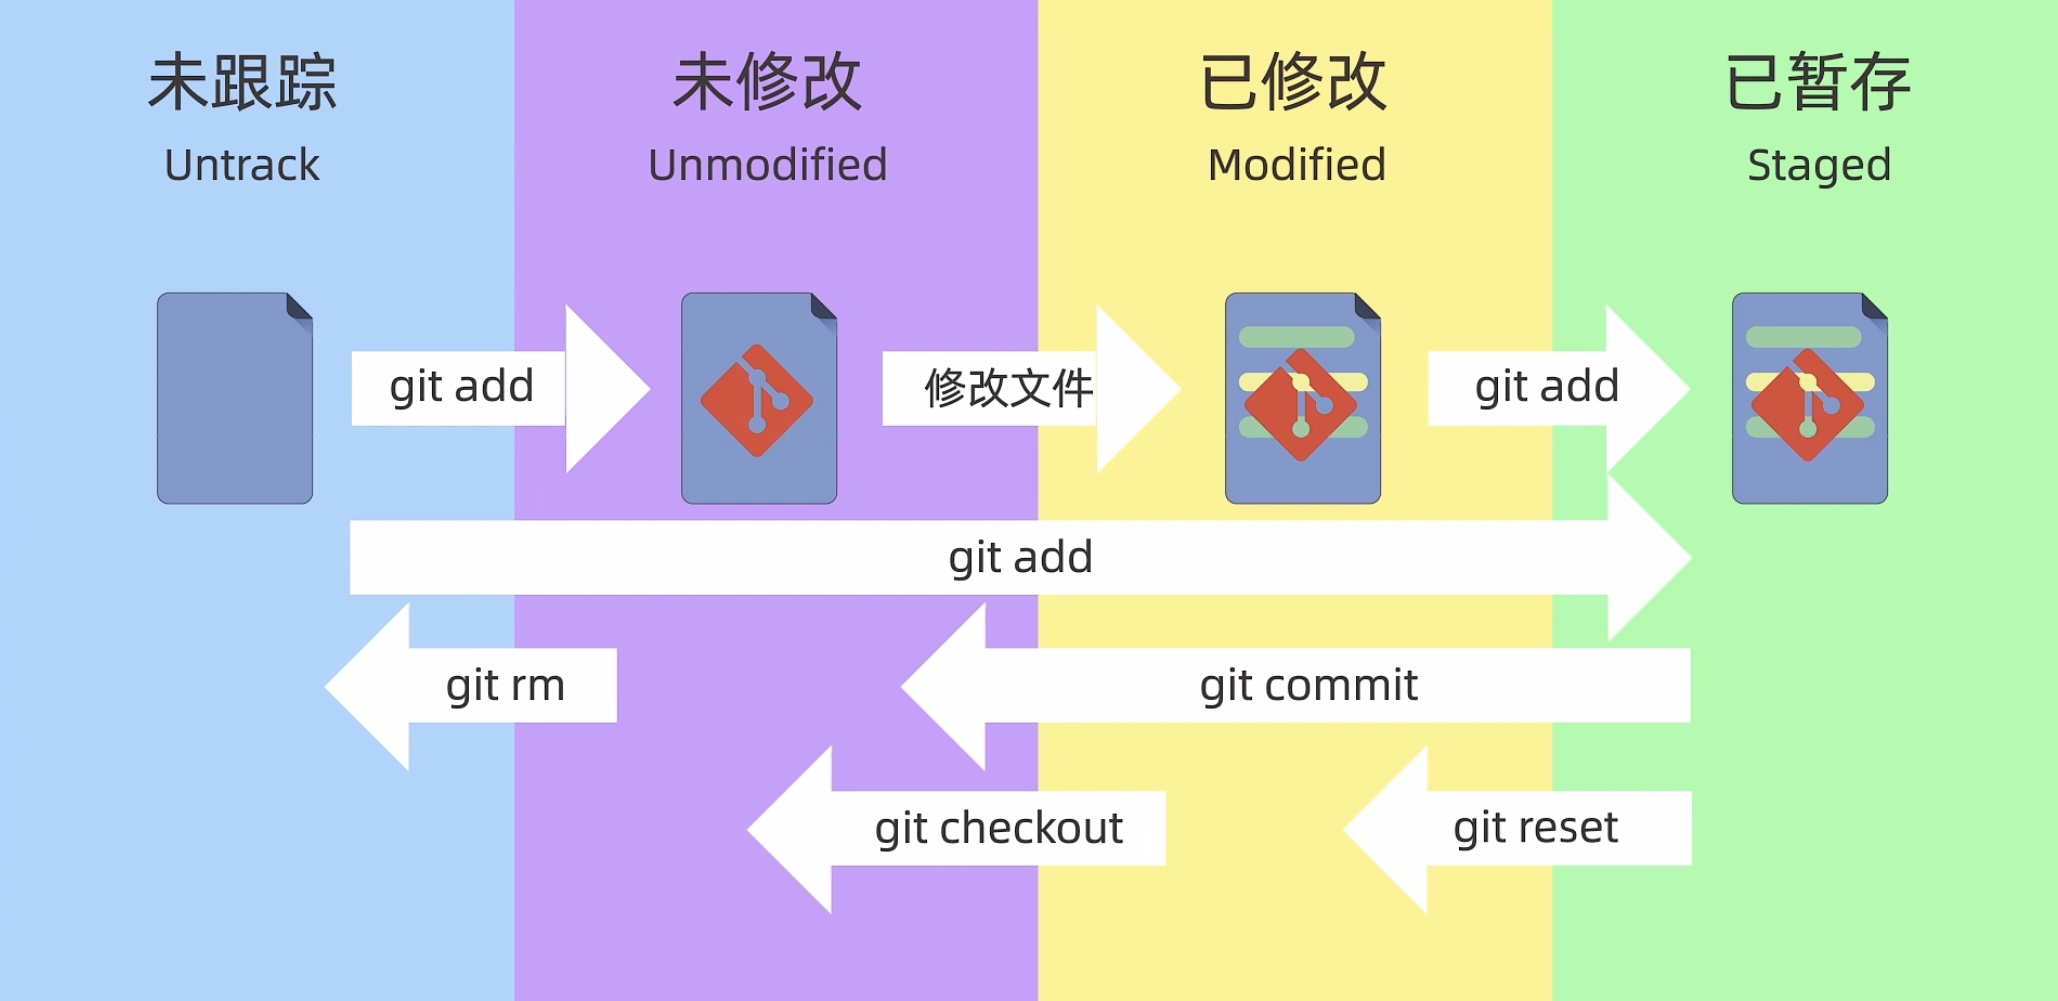 未跟踪
Untrack
未修改
Unmodified
已修改
Modified
已暂存
Staged
git add
修改文件
git add
git add
git rm
git commit
git checkout
git reset